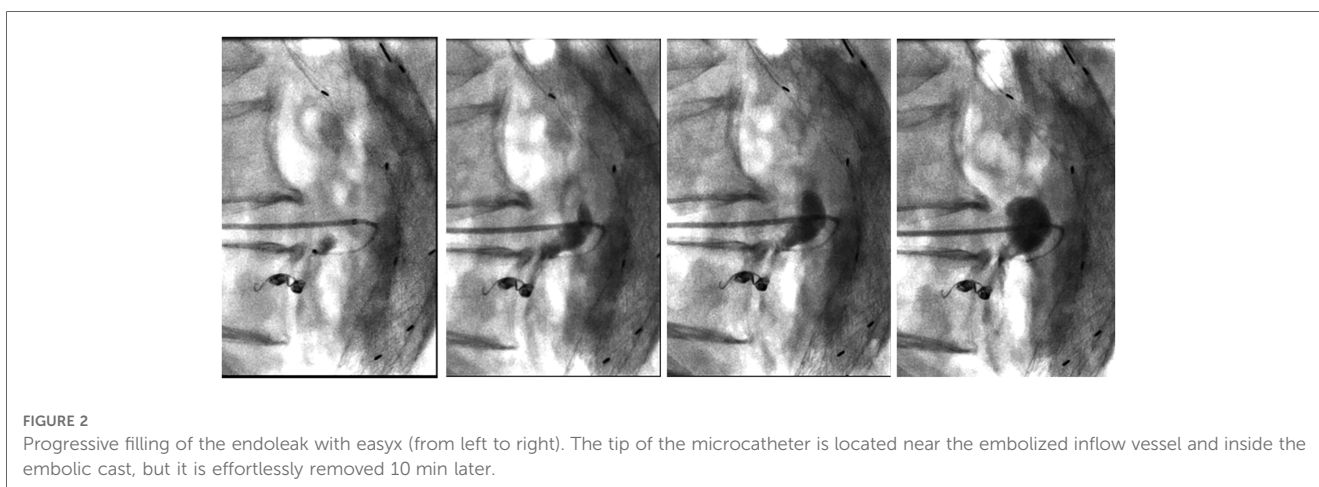 FIGURE 2
Progressive filling of the endoleak with easyx (from left to right). The tip of the microcatheter is located near the embolized inflow vessel and inside the
embolic cast, but it is effortlessly removed 10 min later.